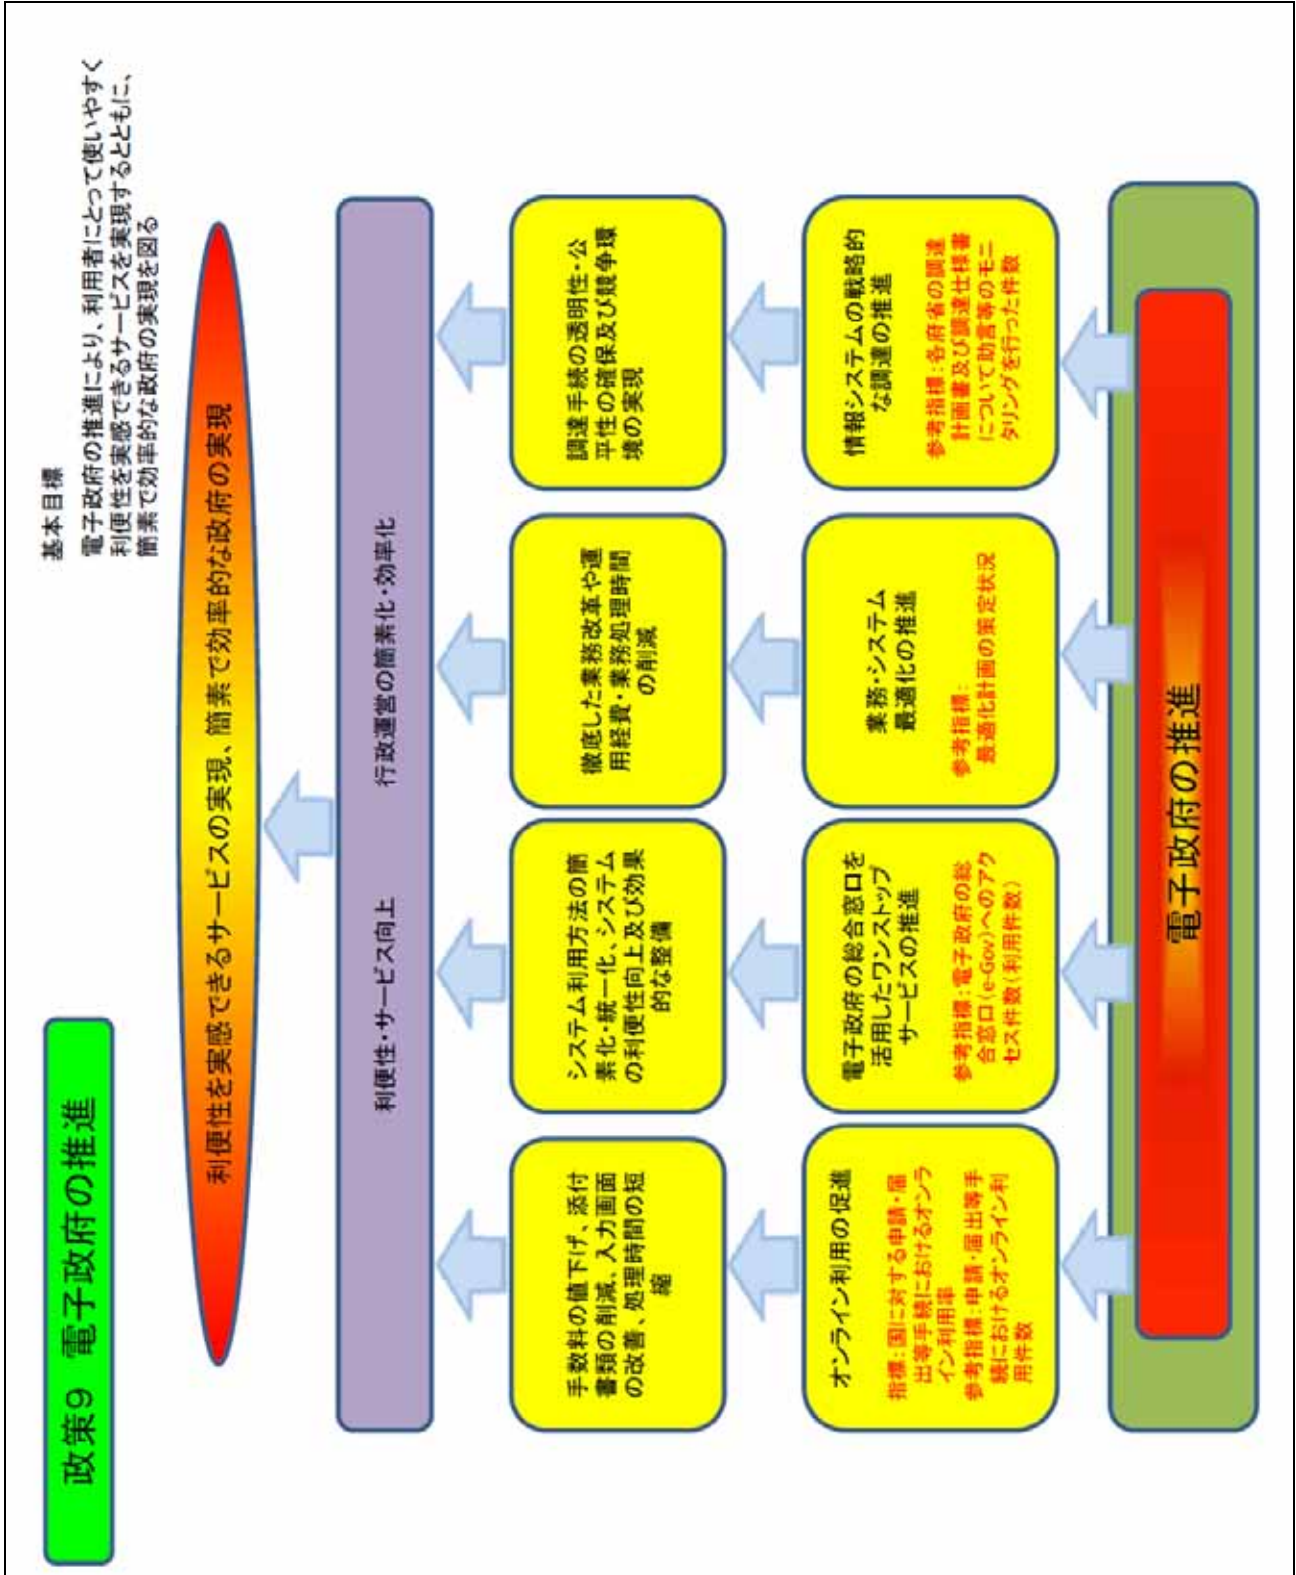 政策９　電子政府の推進
基本目標
電子政府の推進により、利用者にとって使いやすく
利便性を実感できるサービスを実現するとともに、
簡素で効率的な政府の実現を図る
利便性を実感できるサービスの実現、簡素で効率的な政府の実現
利便性・サービス向上　行政運営の簡素化・効率化
手数料の値下げ、添付
書類の削減、入力画面
の改善、処理時間の短
縮
システム利用方法の簡
素化・統一化、システム
の利便性向上及び効果
的な整備
徹底した業務改革や運
用経費・業務処理時間
の削減
調達手続の透明性・公
平性の確保及び競争環
境の実現
オンライン利用の促進
指標：国に対する申請・届
出等手続におけるオンラ
イン利用率
参考指標：申請・届出等手
続におけるオンライン利
用件数
電子政府の総合窓口を
活用したワンストップ
サービスの推進
参考指標：電子政府の総
合窓口（e-Gov）へのアク
セス件数（利用件数）
業務・システム
最適化の推進
参考指標：
最適化計画の策定状況
情報システムの戦略的
な調達の推進
参考指標：各府省の調達
計画書及び調達仕様書
について助言等のモニ
タリングを行った件数
電子政府の推進